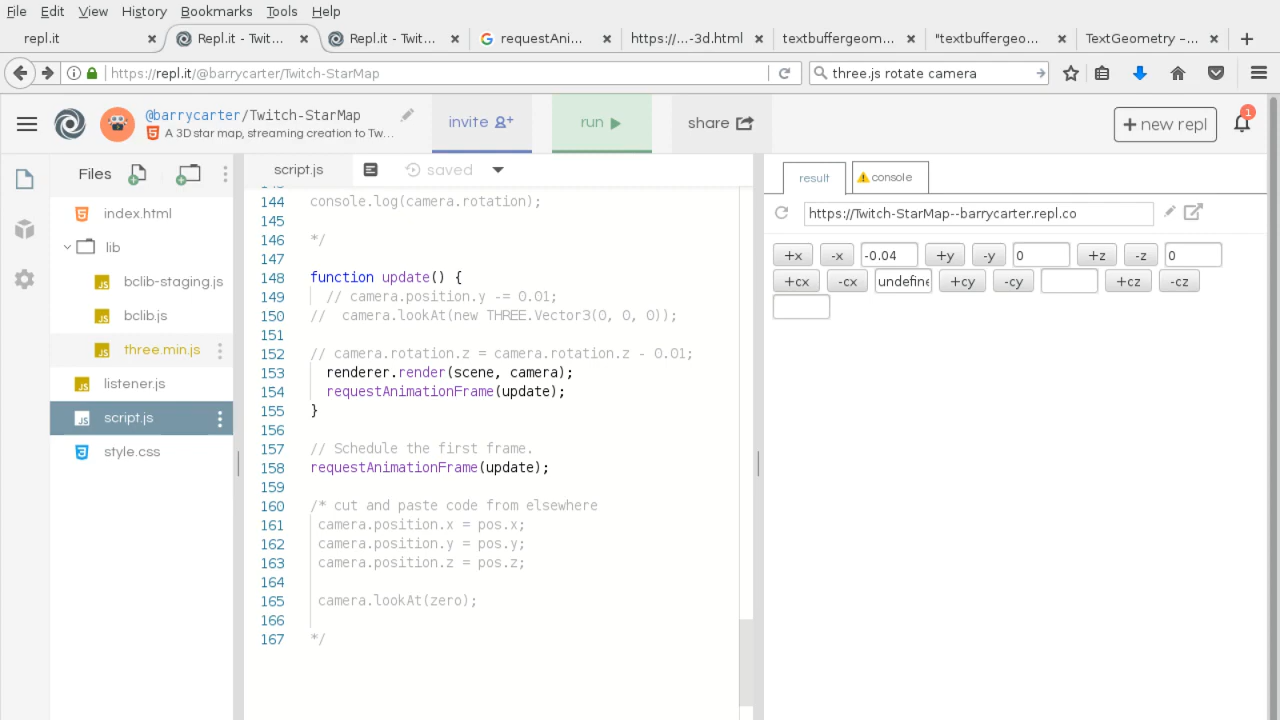 File Edit View History Bookmarks Tools Help
repl.it × Repl.it - Twit... × Repl.it - Twit... × requestAni... × https:/...-3d.html × textbuffergeom... × "textbuffergeo... × TextGeometry –... × +
https://repl.it/@barrycarter/Twitch-StarMap three.js rotate camera
@barrycarter/Twitch-StarMap
A 3D star map, streaming creation to Tw...
invite run share + new repl 1
Files script.js saved result console
https://Twitch-StarMap--barrycarter.repl.co
index.html
lib
bclib-staging.js
bclib.js
three.min.js
listener.js
script.js
style.css
144 console.log(camera.rotation);
145
146 */
147
148 function update() {
149 // camera.position.y -= 0.01;
150 // camera.lookAt(new THREE.Vector3(0, 0, 0));
151
152 // camera.rotation.z = camera.rotation.z - 0.01;
153 renderer.render(scene, camera);
154 requestAnimationFrame(update);
155 }
156
157 // Schedule the first frame.
158 requestAnimationFrame(update);
159
160 /* cut and paste code from elsewhere
161 camera.position.x = pos.x;
162 camera.position.y = pos.y;
163 camera.position.z = pos.z;
164
165 camera.lookAt(zero);
166
167 */
+x -x -0.04 +y -y 0 +z -z 0
+cx -cx undefine +cy -cy +cz -cz